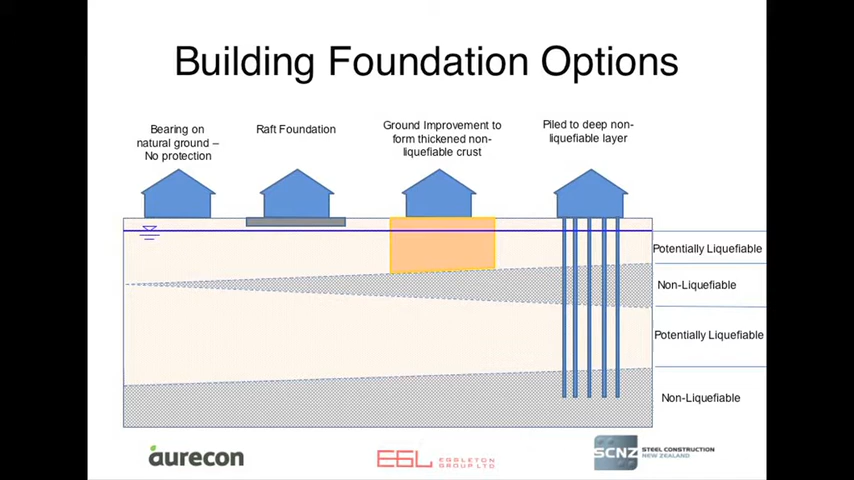 Building Foundation Options
Bearing on
natural ground –
No protection
Raft Foundation
Ground Improvement to
form thickened non-
liquefiable crust
Piled to deep non-
liquefiable layer
Potentially Liquefiable
Non-Liquefiable
Potentially Liquefiable
Non-Liquefiable
aurecon
EGL EGGLETON
GROUP LTD
SCNZ STEEL CONSTRUCTION
NEW ZEALAND